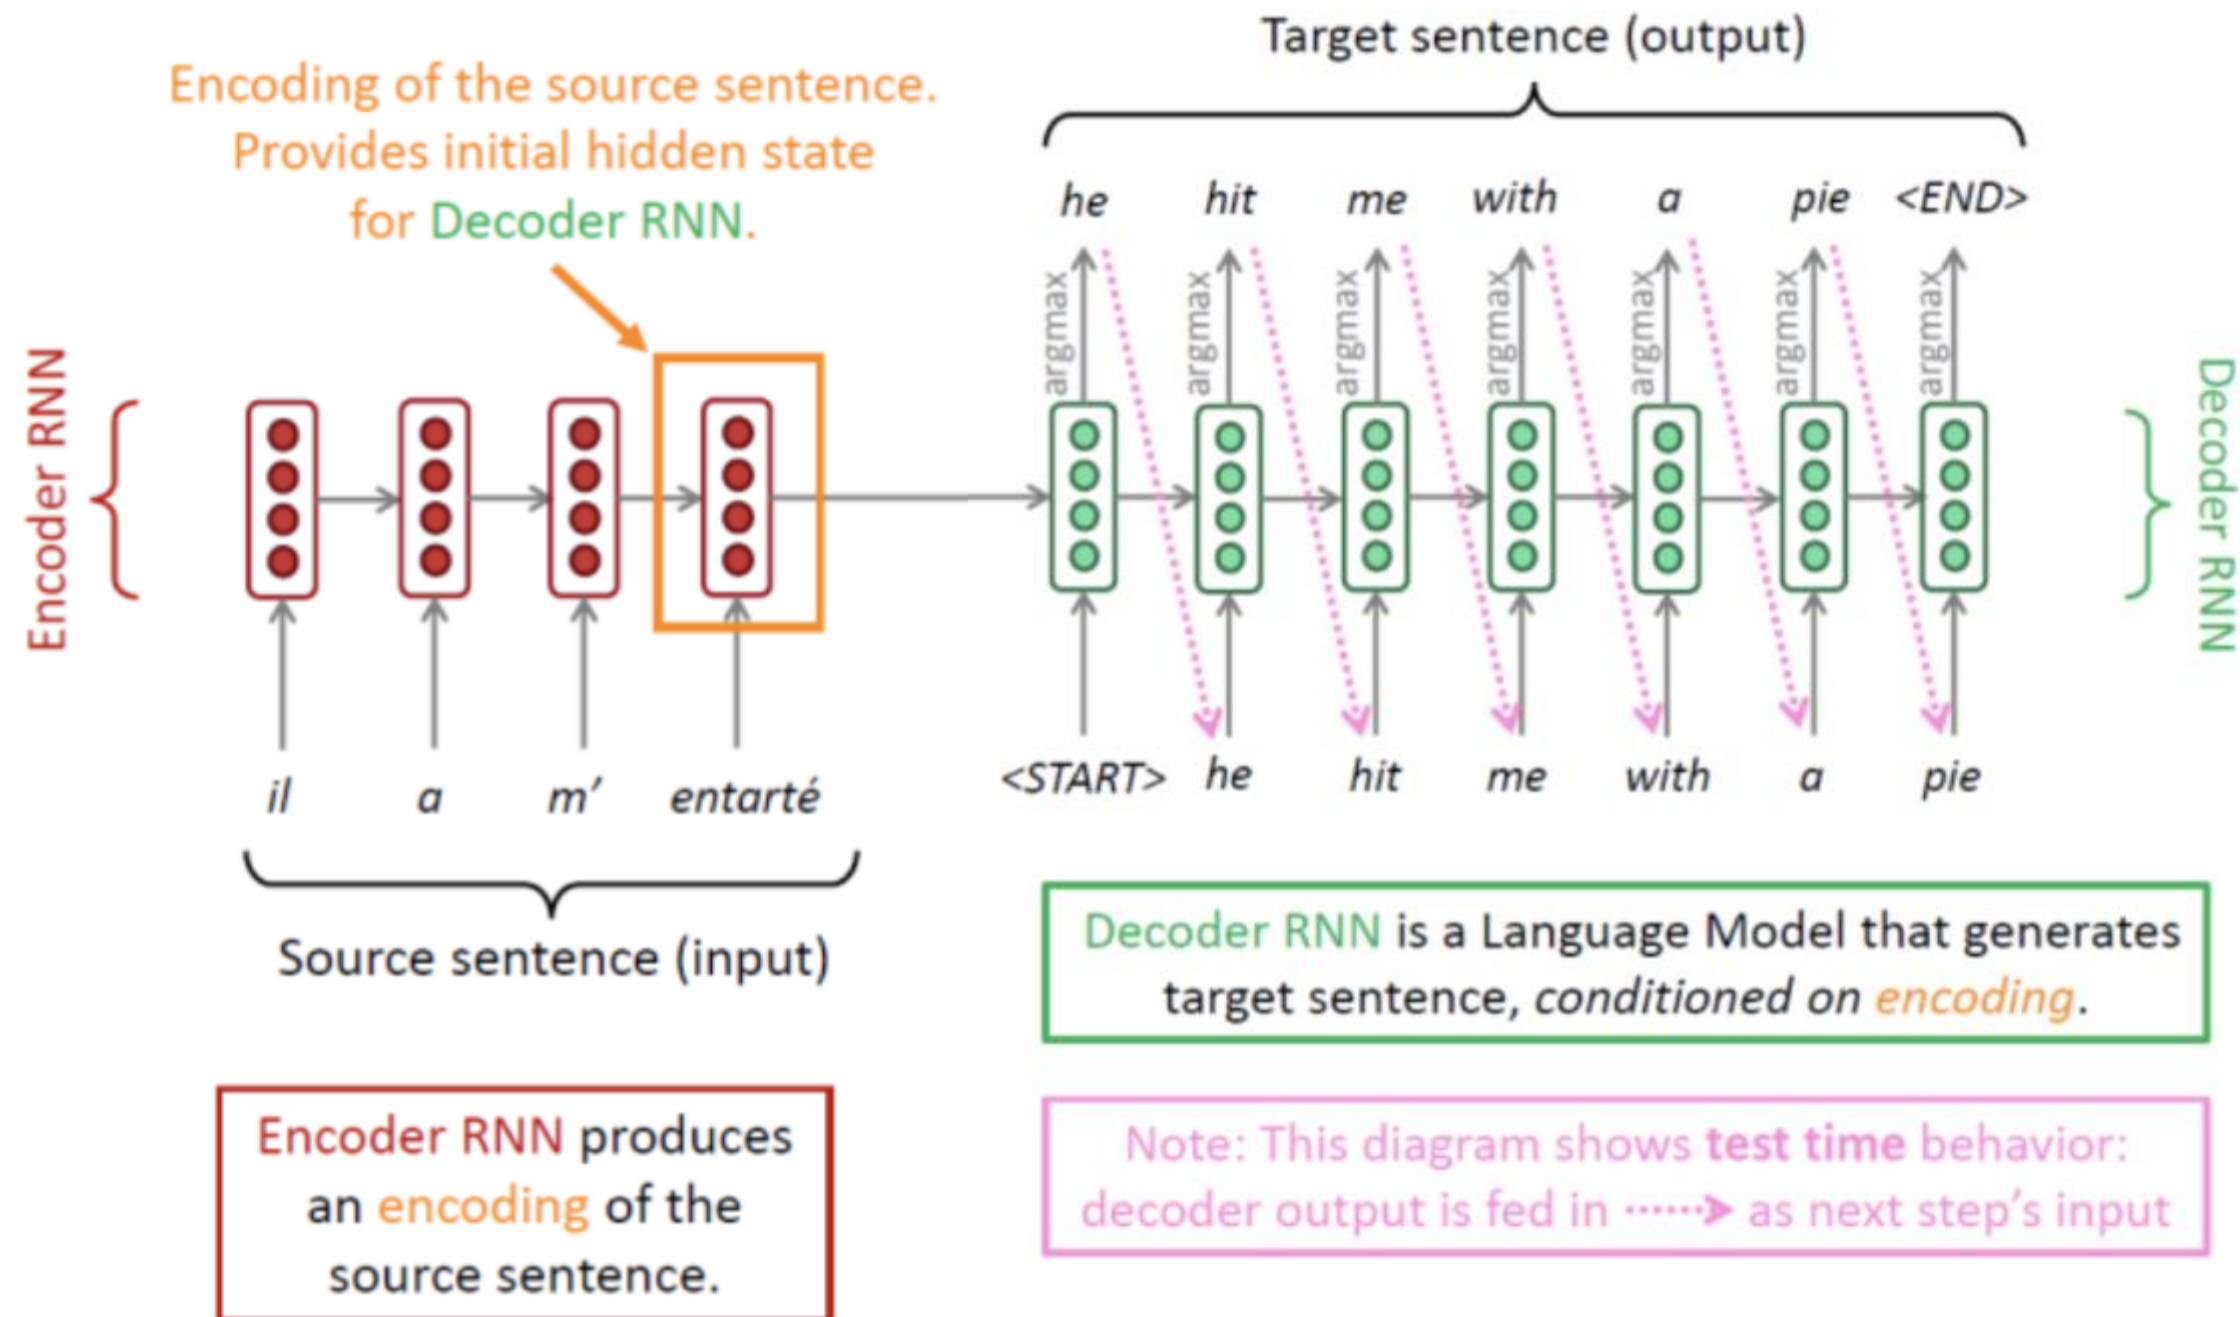 Target sentence (output)
Encoding of the source sentence.
Provides initial hidden state
for Decoder RNN.
he hit me with a pie <END>
argmax argmax argmax argmax argmax argmax argmax
Encoder RNN
Decoder RNN
il a m’ entarté
<START> he hit me with a pie
Source sentence (input)
Decoder RNN is a Language Model that generates
target sentence, conditioned on encoding.
Encoder RNN produces
an encoding of the
source sentence.
Note: This diagram shows test time behavior:
decoder output is fed in ······> as next step’s input